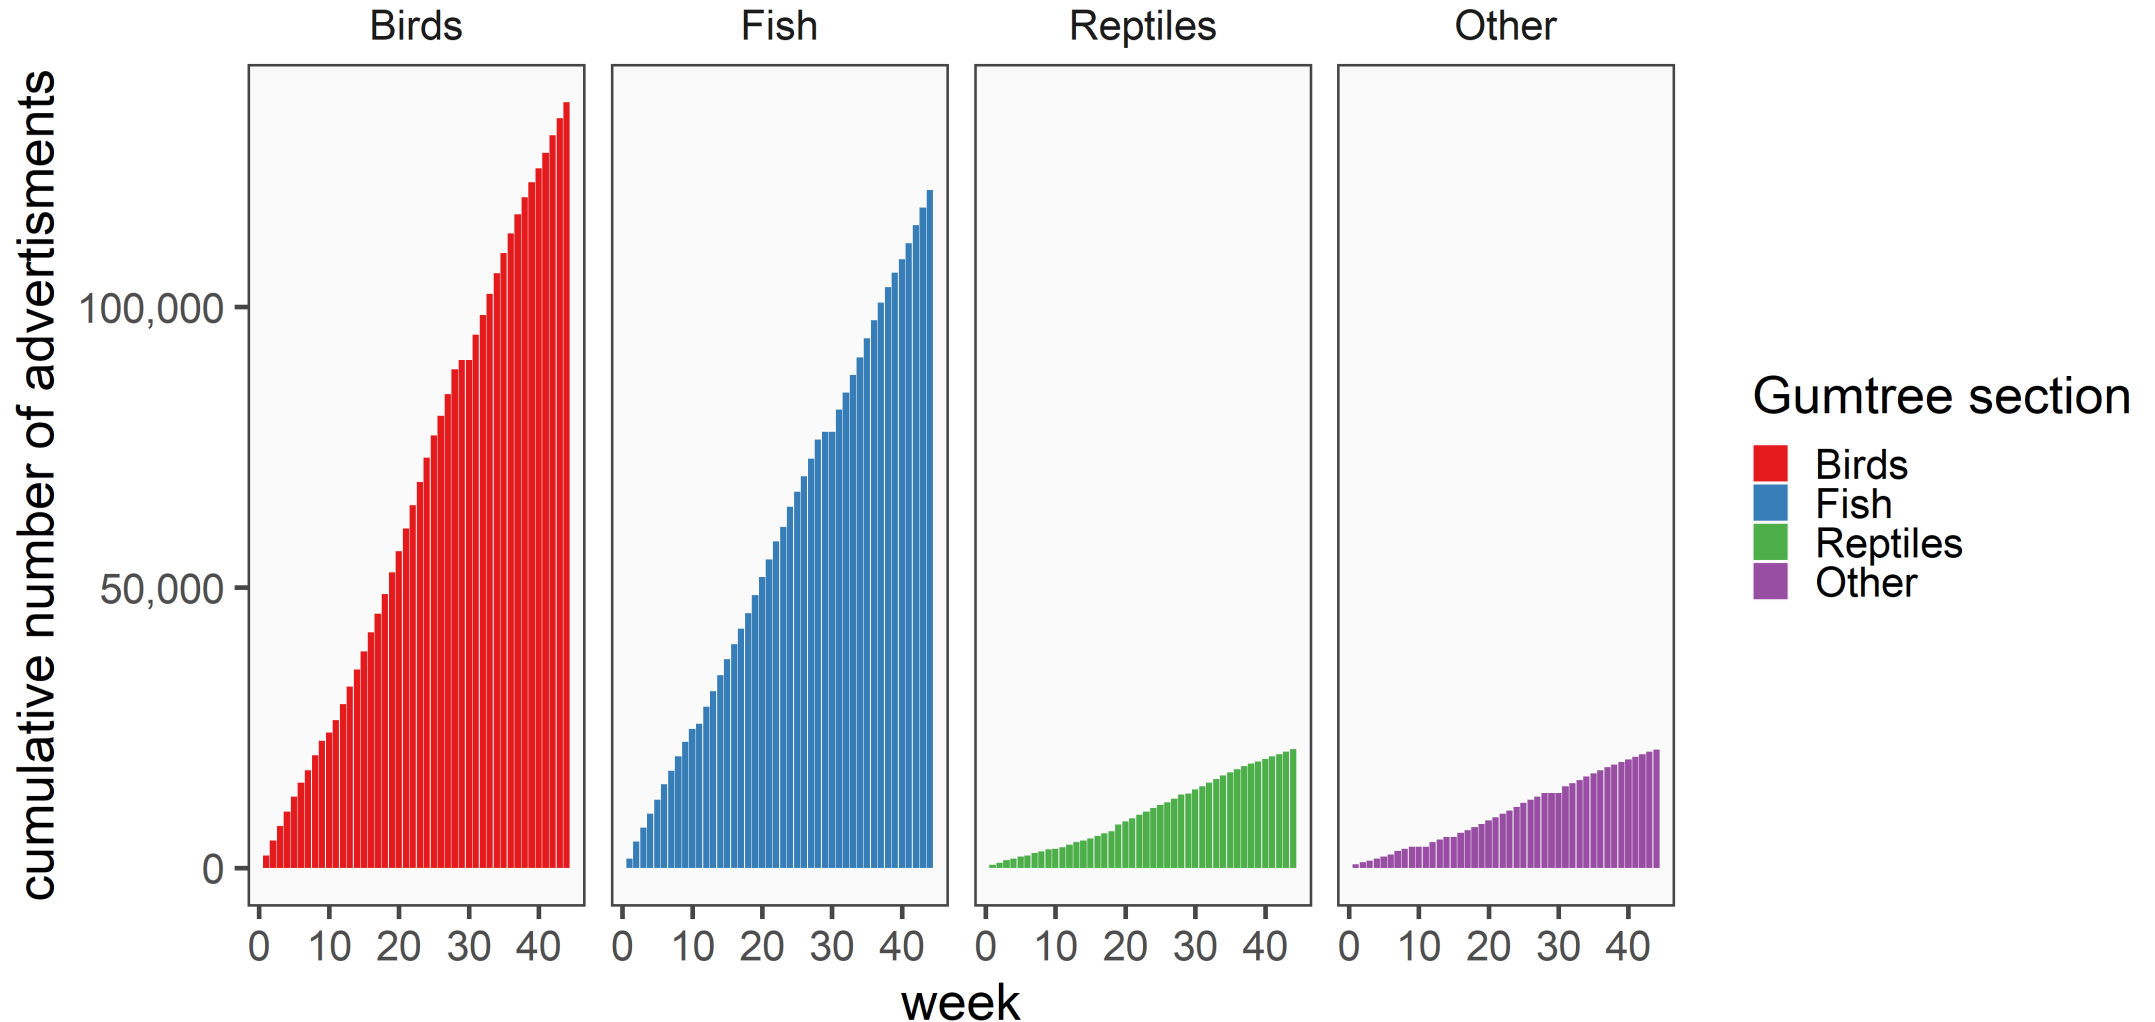 Birds Fish Reptiles Other
cumulative number of advertisments
100,000
50,000
0
0 10 20 30 40 0 10 20 30 40 0 10 20 30 40 0 10 20 30 40
week
Gumtree section
Birds
Fish
Reptiles
Other